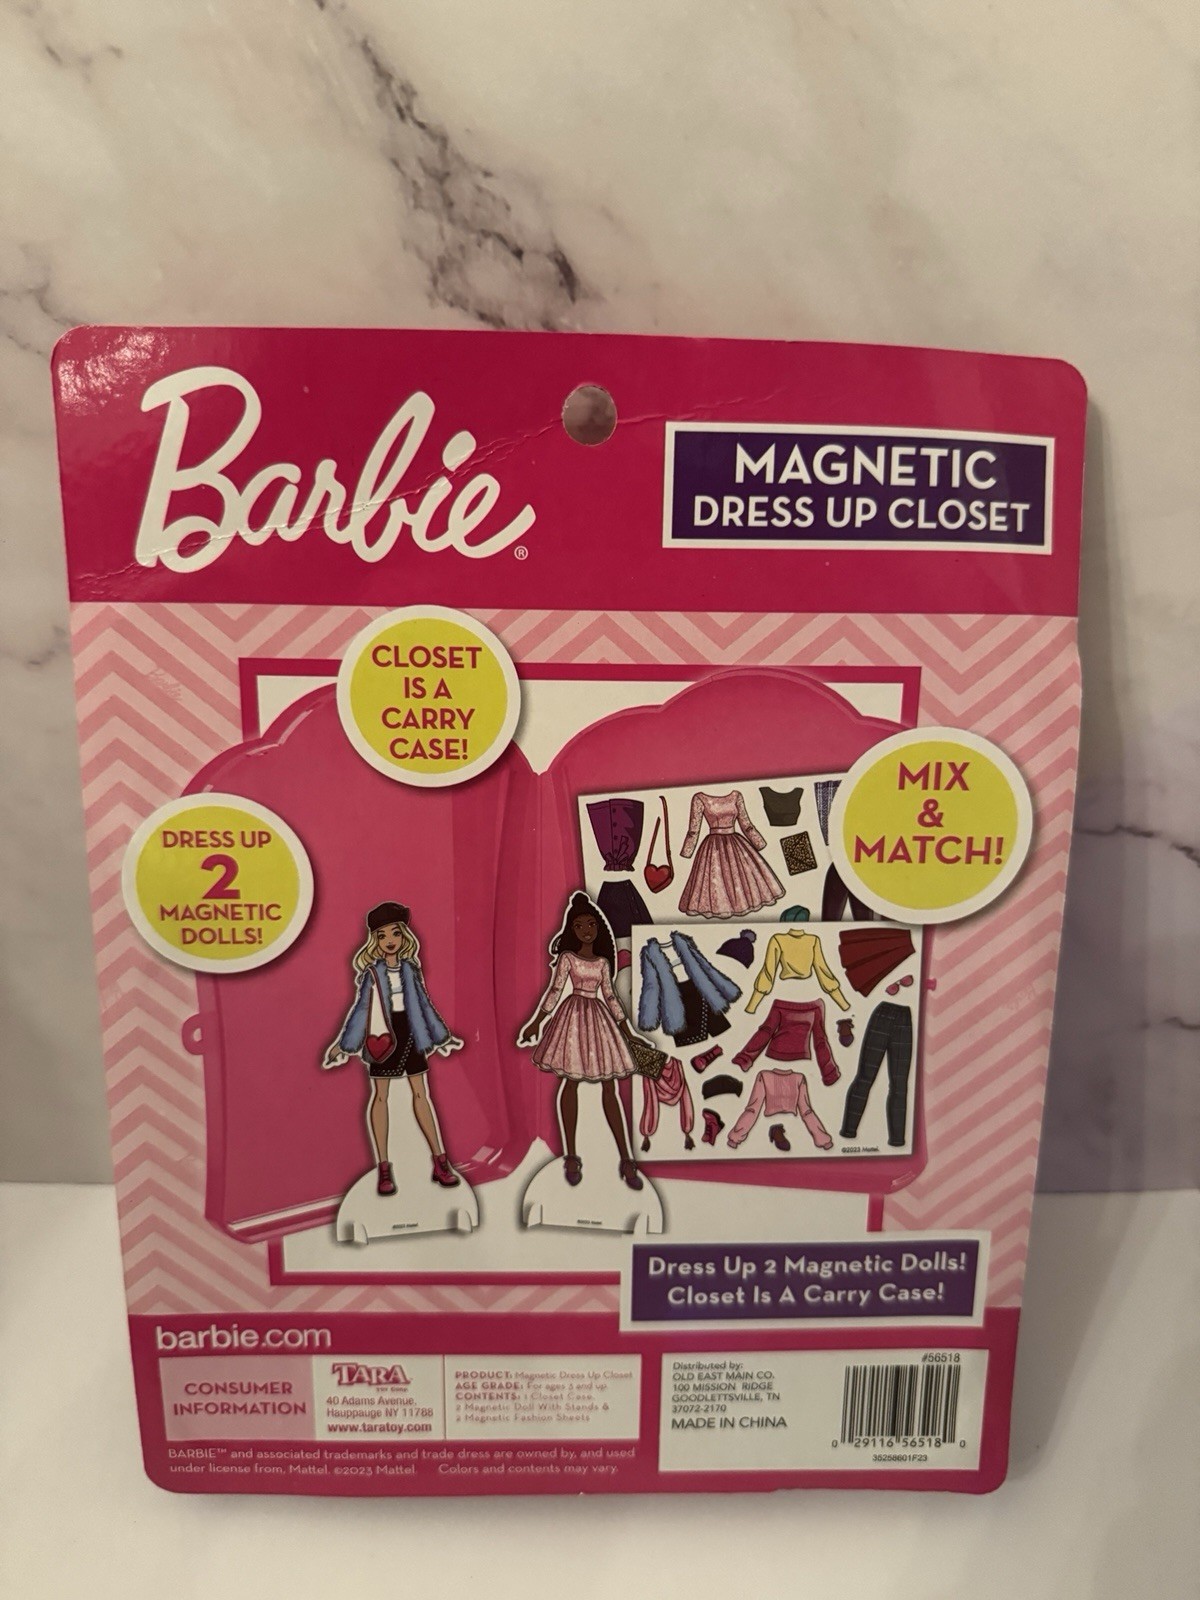 Barbie®
MAGNETIC
DRESS UP CLOSET
CLOSET
IS A
CARRY
CASE!
MIX
&
MATCH!
DRESS UP
2
MAGNETIC
DOLLS!
©2023 Mattel.
Dress Up 2 Magnetic Dolls!
Closet Is A Carry Case!
barbie.com
CONSUMER
INFORMATION
TARA
40 Adams Avenue,
Hauppauge NY 11788
www.taratoy.com
PRODUCT: Magnetic Dress Up Closet
AGE GRADE: For ages 3 and up
CONTENTS: 1 Closet Case,
2 Magnetic Doll With Stands &
2 Magnetic Fashion Sheets
BARBIE™ and associated trademarks and trade dress are owned by, and used
under license from, Mattel. ©2023 Mattel. Colors and contents may vary.
Distributed by:
OLD EAST MAIN CO.
100 MISSION RIDGE
GOODLETTSVILLE, TN
37072-2170
MADE IN CHINA
#56518
0 29116 56518 0
35258601F23